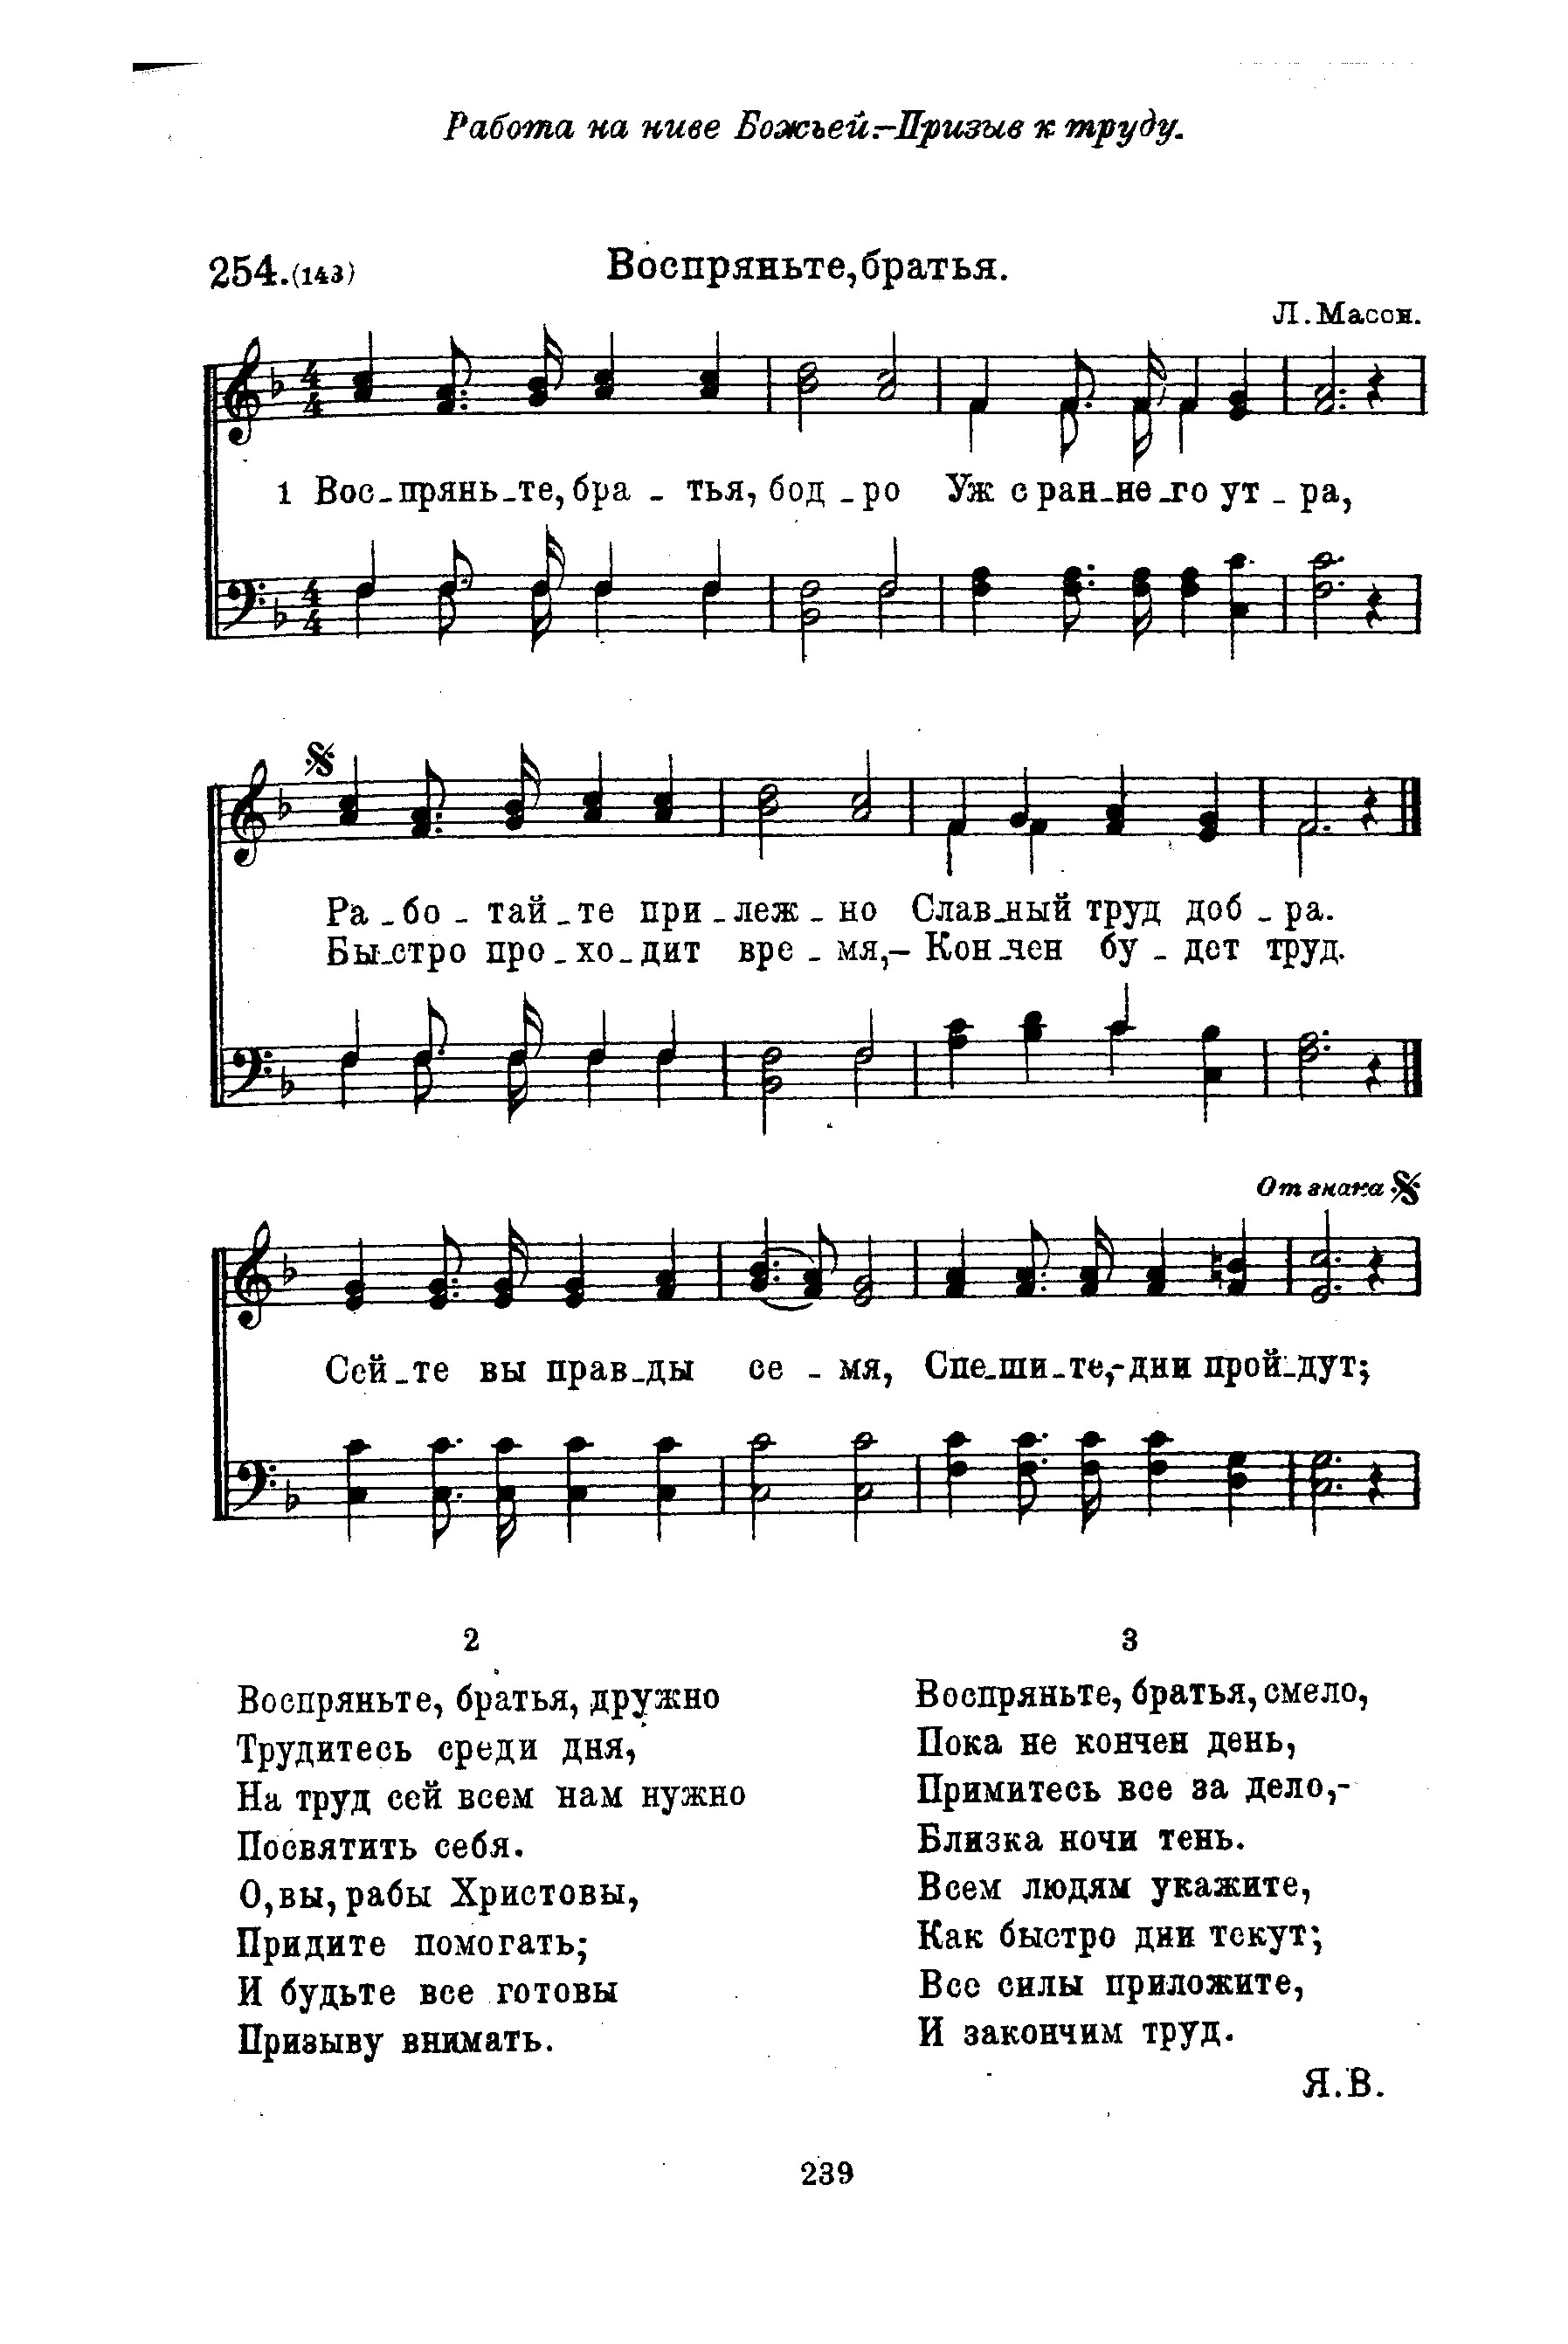 Работа на ниве Божьей.-Призыв к труду.
254.(143)
Воспряньте, братья.
Л. Масон.
1 Вос-прянь-те, бра-тья, бод-ро Уж с ран-не-го ут-ра,
Ра-бо-тай-те при-леж-но Слав-ный труд доб-ра.
Бы-стро про-хо-дит вре-мя,- Кон-чен бу-дет труд.
От знака
Сей-те вы прав-ды се-мя, Спе-ши-те,-дни прой-дут;
2
Воспряньте, братья, дружно
Трудитесь среди дня,
На труд сей всем нам нужно
Посвятить себя.
О, вы, рабы Христовы,
Придите помогать;
И будьте все готовы
Призыву внимать.
3
Воспряньте, братья, смело,
Пока не кончен день,
Примитесь все за дело,-
Близка ночи тень.
Всем людям укажите,
Как быстро дни текут;
Все силы приложите,
И закончим труд.
Я.В.
239